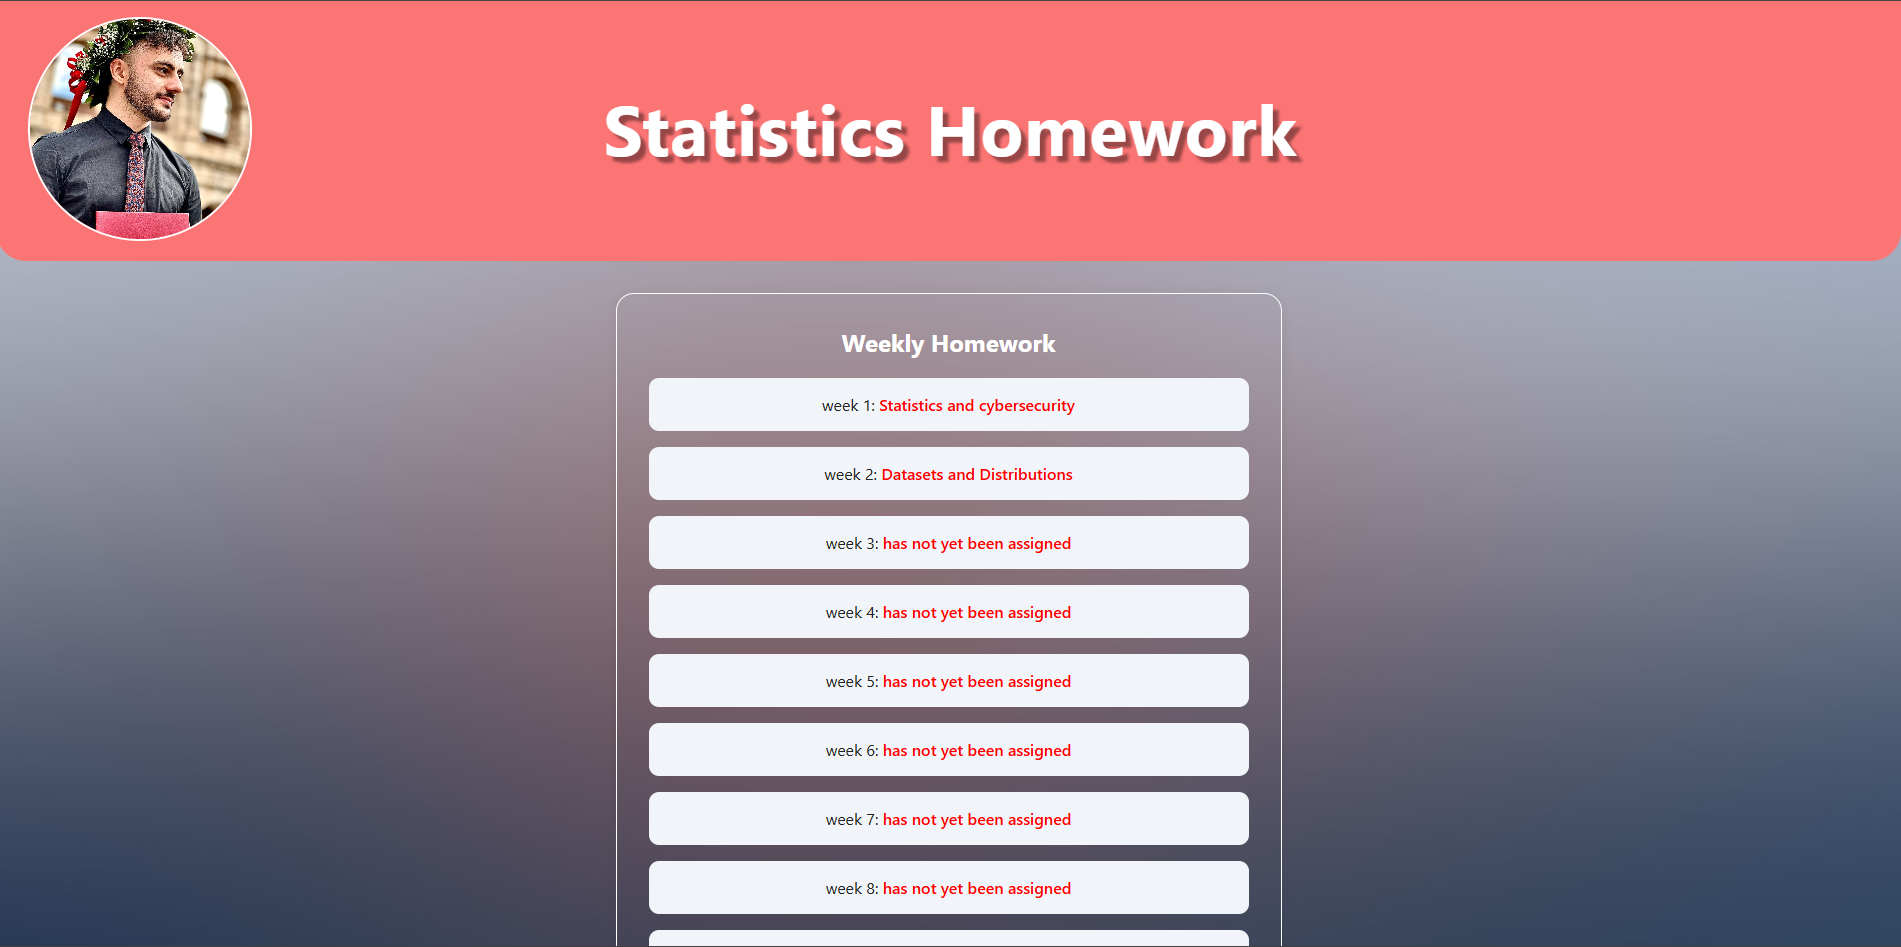 Statistics Homework
Weekly Homework
week 1: Statistics and cybersecurity
week 2: Datasets and Distributions
week 3: has not yet been assigned
week 4: has not yet been assigned
week 5: has not yet been assigned
week 6: has not yet been assigned
week 7: has not yet been assigned
week 8: has not yet been assigned